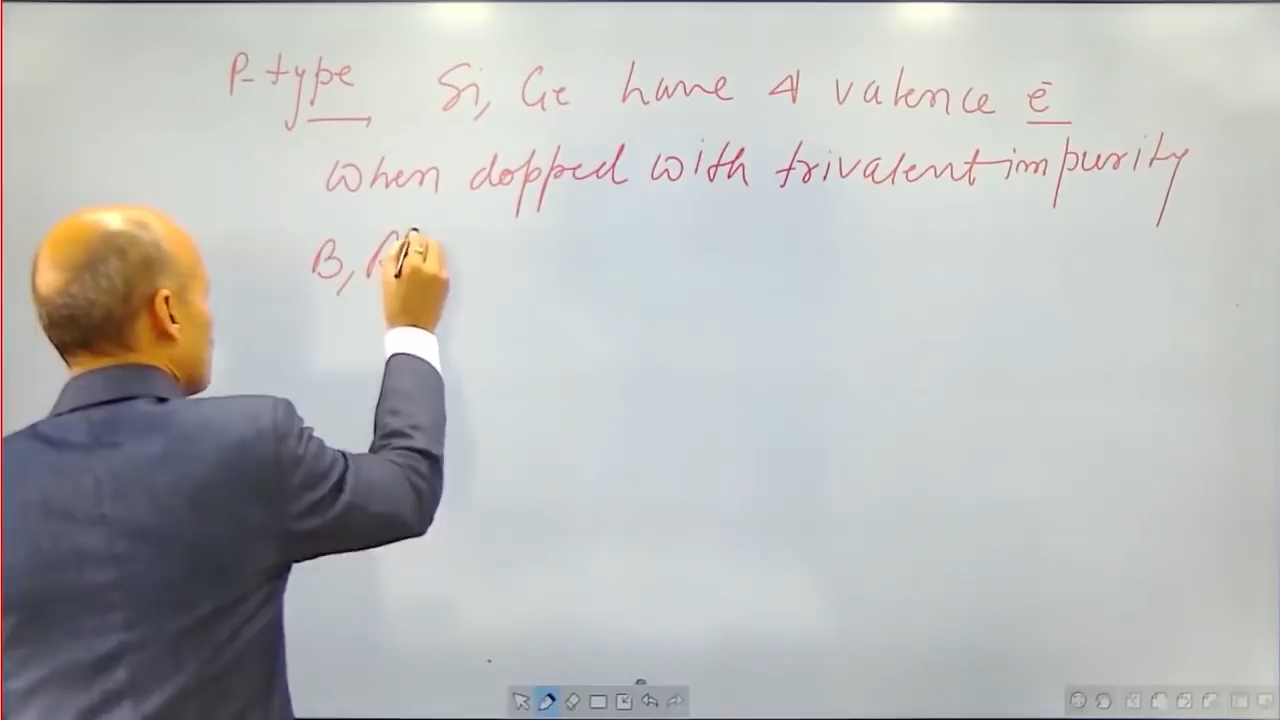 P-type Si, Ge have 4 valence e̅
when dopped with trivalent impurity
B,